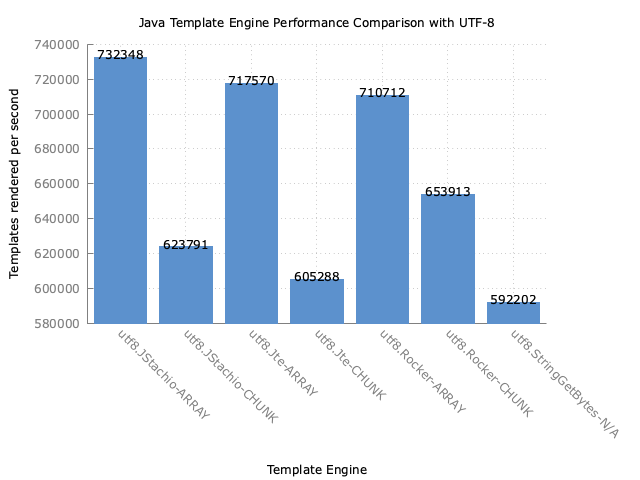 Java Template Engine Performance Comparison with UTF-8
Templates rendered per second
740000
720000
700000
680000
660000
640000
620000
600000
580000
732348
623791
717570
605288
710712
653913
592202
utf8.JStachio-ARRAY
utf8.JStachio-CHUNK
utf8.Jte-ARRAY
utf8.Jte-CHUNK
utf8.Rocker-ARRAY
utf8.Rocker-CHUNK
utf8.StringGetBytes-N/A
Template Engine